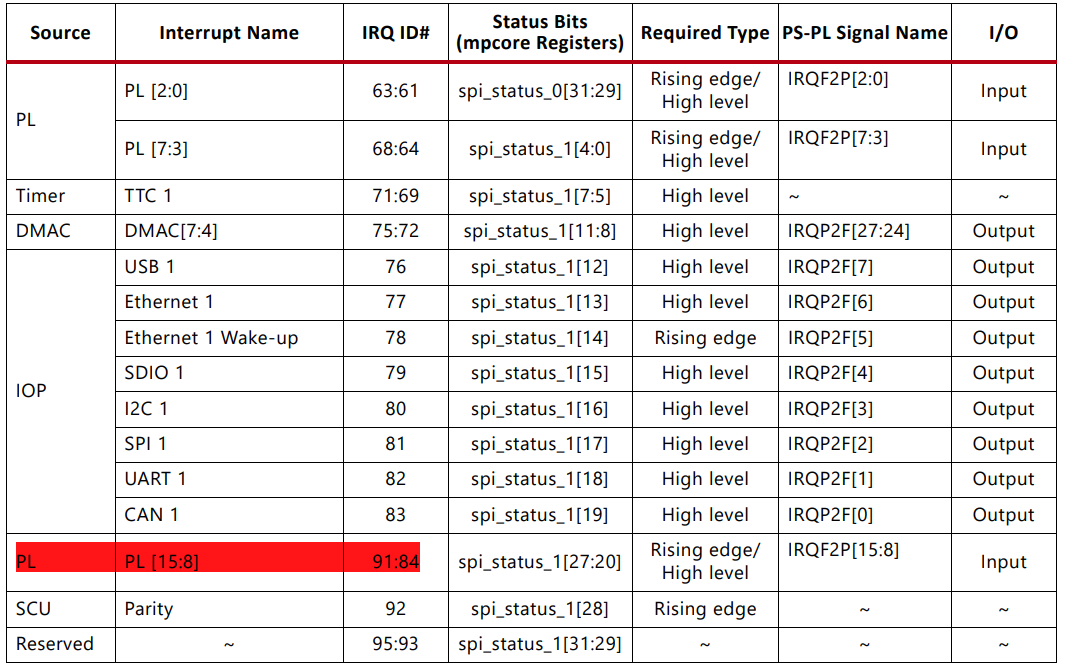 Source Interrupt Name IRQ ID# Status Bits (mpcore Registers) Required Type PS-PL Signal Name I/O
PL PL [2:0] 63:61 spi_status_0[31:29] Rising edge/ High level IRQF2P[2:0] Input
PL [7:3] 68:64 spi_status_1[4:0] Rising edge/ High level IRQF2P[7:3] Input
Timer TTC 1 71:69 spi_status_1[7:5] High level ~ ~
DMAC DMAC[7:4] 75:72 spi_status_1[11:8] High level IRQP2F[27:24] Output
IOP USB 1 76 spi_status_1[12] High level IRQP2F[7] Output
Ethernet 1 77 spi_status_1[13] High level IRQP2F[6] Output
Ethernet 1 Wake-up 78 spi_status_1[14] Rising edge IRQP2F[5] Output
SDIO 1 79 spi_status_1[15] High level IRQP2F[4] Output
I2C 1 80 spi_status_1[16] High level IRQP2F[3] Output
SPI 1 81 spi_status_1[17] High level IRQP2F[2] Output
UART 1 82 spi_status_1[18] High level IRQP2F[1] Output
CAN 1 83 spi_status_1[19] High level IRQP2F[0] Output
PL PL [15:8] 91:84 spi_status_1[27:20] Rising edge/ High level IRQF2P[15:8] Input
SCU Parity 92 spi_status_1[28] Rising edge ~ ~
Reserved ~ 95:93 spi_status_1[31:29] ~ ~ ~